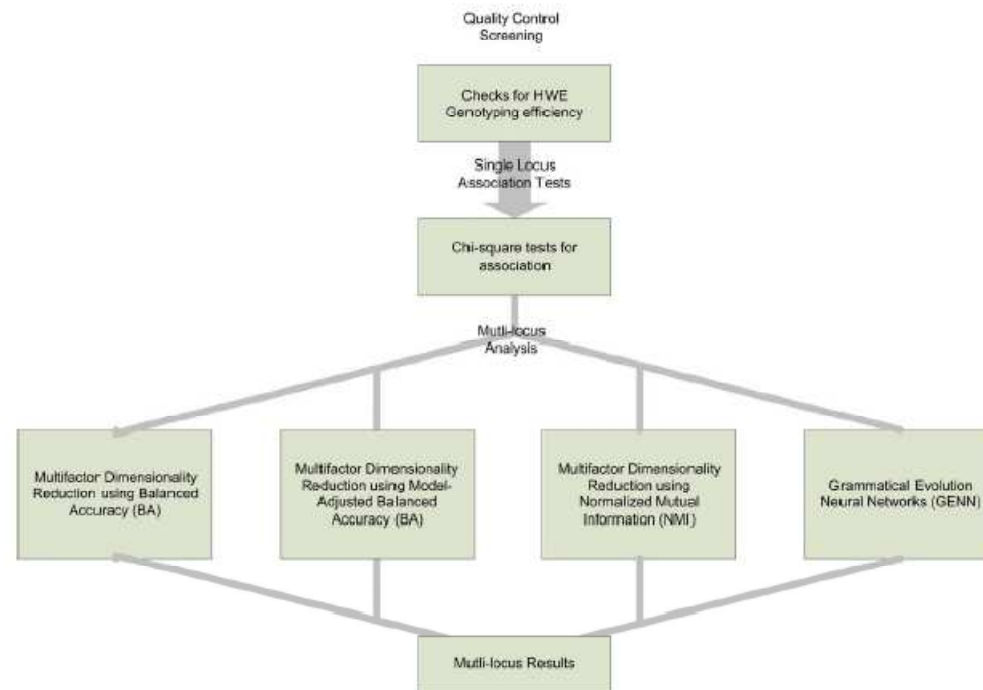 Quality Control
Screening
Checks for HWE
Genotyping efficiency
Single Locus
Association Tests
Chi-square tests for
association
Mutli-locus
Analysis
Multifactor Dimensionality
Reduction using Balanced
Accuracy (BA)
Multifactor Dimensionality
Reduction using Model-
Adjusted Balanced
Accuracy (BA)
Multifactor Dimensionality
Reduction using
Normalized Mutual
Information (NMI)
Grammatical Evolution
Neural Networks (GENN)
Mutli-locus Results